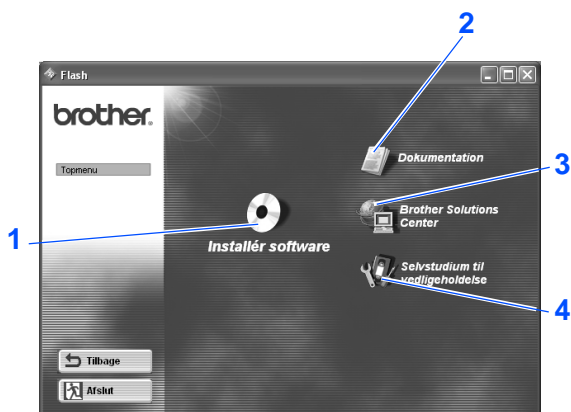 2
Flash
brother.
Topmenu
Dokumentation
3
Brother Solutions
Center
1
Installér software
Selvstudium til
vedligeholdelse
4
Tilbage
Afslut